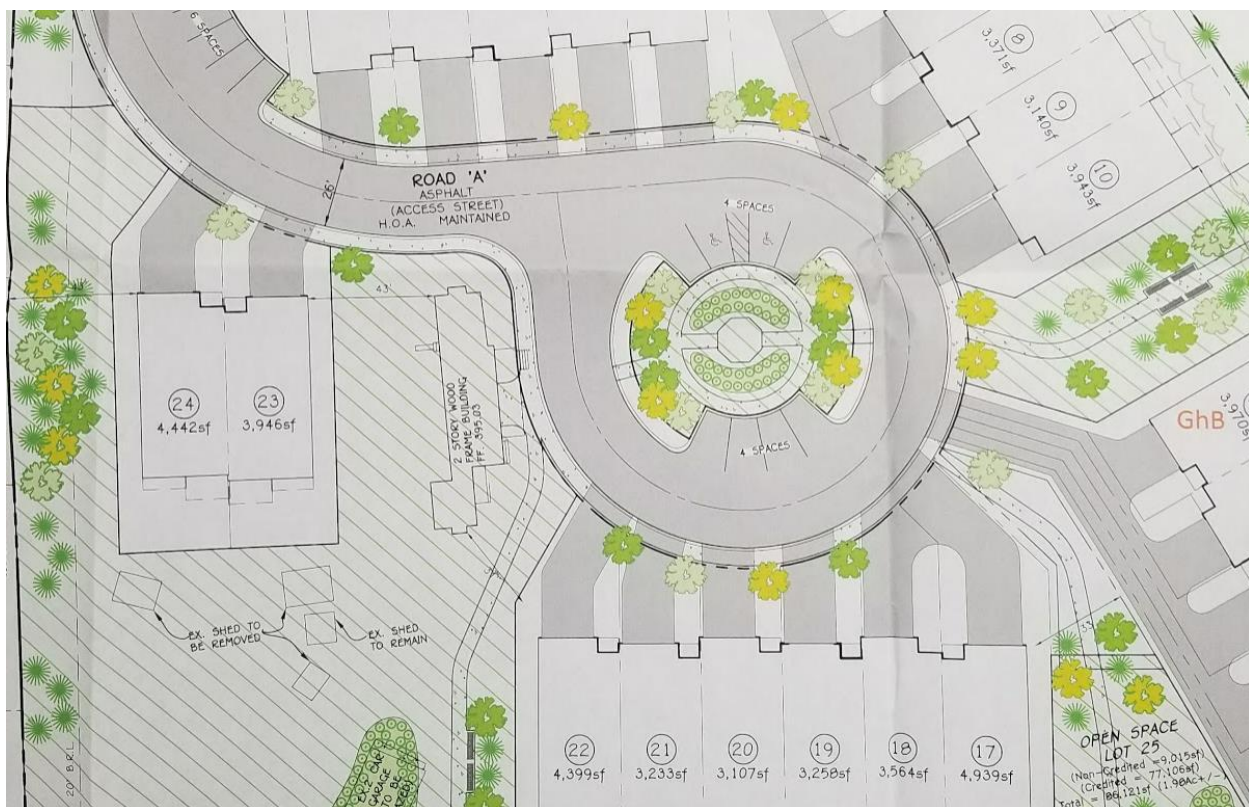 6 SPACES
8
3,371sf
9
3,140sf
10
3,943sf
ROAD 'A'
ASPHALT
(ACCESS STREET)
H.O.A. MAINTAINED
26'
4 SPACES
43'
24
4,442sf
23
3,946sf
2 STORY WOOD
FRAME BUILDING
FF. 395.03
4 SPACES
GhB
3,970sf
EX. SHED TO
BE REMOVED
EX. SHED
TO REMAIN
33'
22
4,399sf
21
3,233sf
20
3,107sf
19
3,258sf
18
3,564sf
17
4,939sf
OPEN SPACE
LOT 25
(Non-Credited =9,015sf)
(Credited = 77,106sf)
Total = 86,121sf (1.98Ac+/-)
20' B.R.L.
GARAGE
TO BE